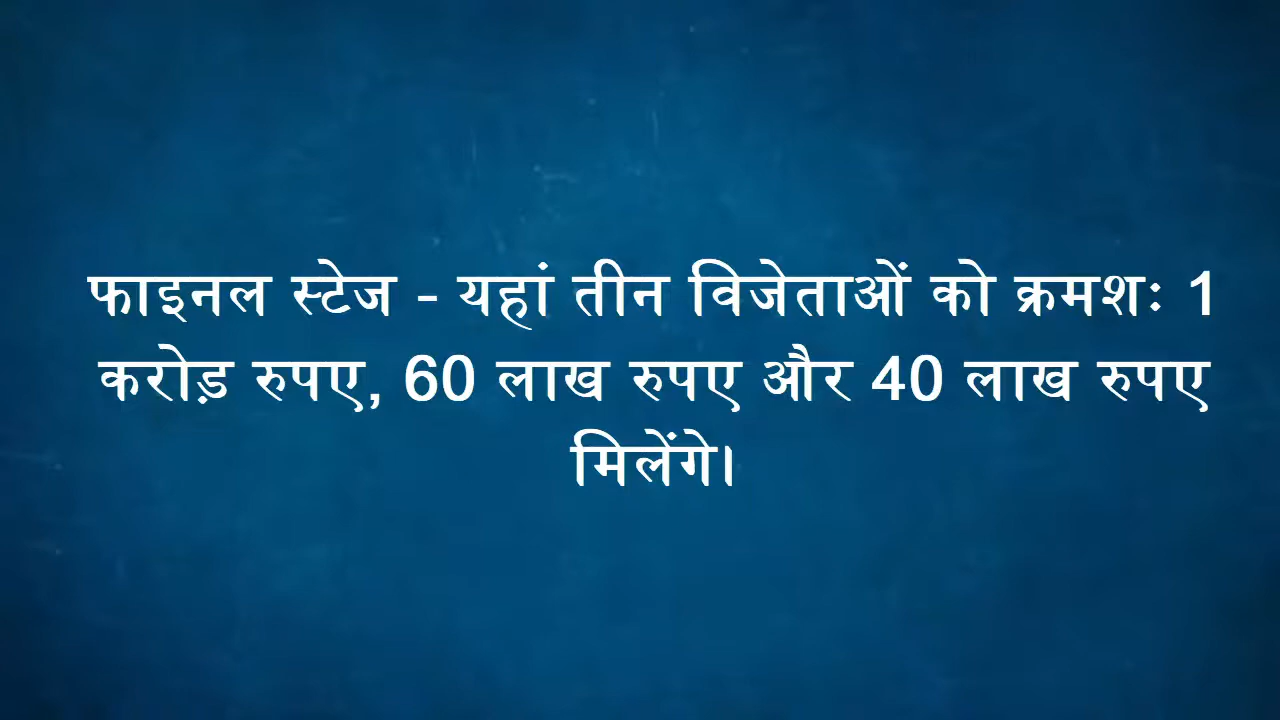 फाइनल स्टेज - यहां तीन विजेताओं को क्रमशः 1
करोड़ रुपए, 60 लाख रुपए और 40 लाख रुपए
मिलेंगे।